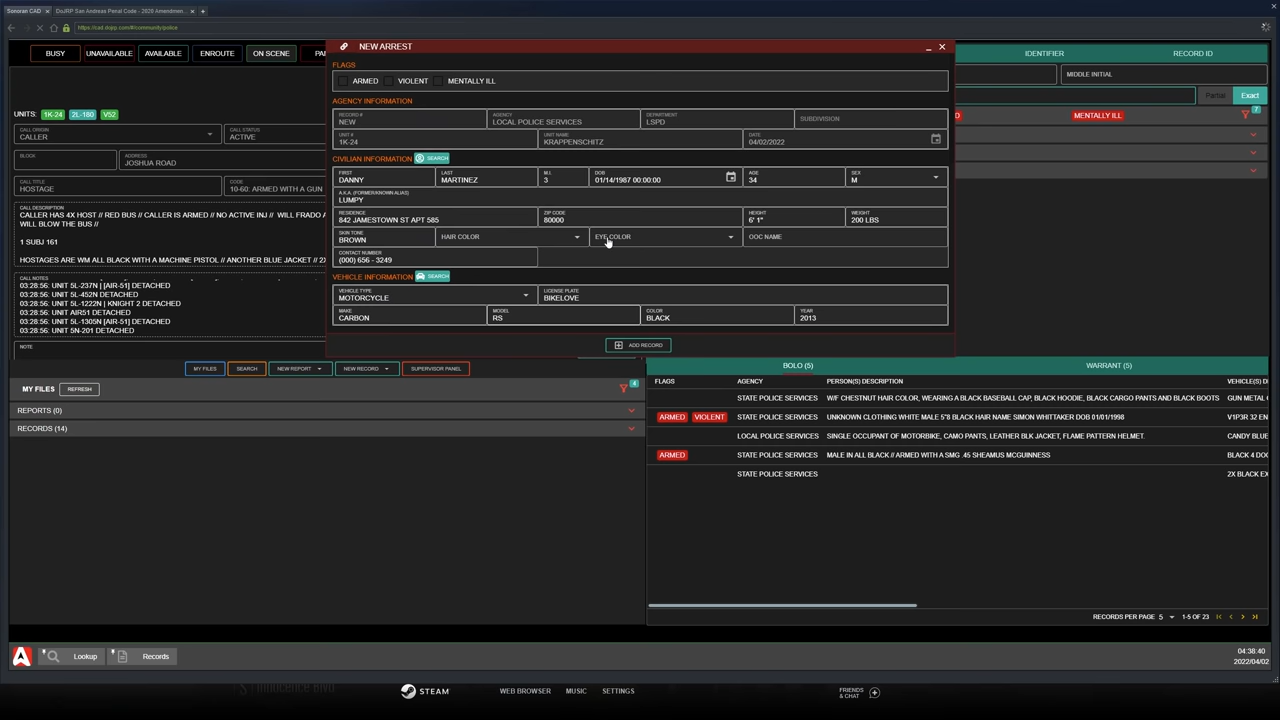 Sonoran CAD
DoJRP San Andreas Penal Code - 2020 Amendmen...
https://cad.dojrp.com/#/community/police
BUSY UNAVAILABLE AVAILABLE ENROUTE ON SCENE
NEW ARREST
IDENTIFIER RECORD ID
FLAGS
ARMED VIOLENT MENTALLY ILL
MIDDLE INITIAL
Partial Exact
AGENCY INFORMATION
RECORD # AGENCY DEPARTMENT SUBDIVISION
NEW LOCAL POLICE SERVICES LSPD
MENTALLY ILL 7
UNITS: 1K-24 2L-180 V52
UNIT # UNIT NAME DATE
1K-24 KRAPPENSCHITZ 04/02/2022
CALL ORIGIN CALL STATUS
CALLER ACTIVE
CIVILIAN INFORMATION SEARCH
BLOCK ADDRESS
JOSHUA ROAD
FIRST LAST M.I. DOB AGE SEX
DANNY MARTINEZ 3 01/14/1987 00:00:00 34 M
CALL TITLE CODE
HOSTAGE 10-60: ARMED WITH A GUN
A.K.A. (FORMER/KNOWN ALIAS)
LUMPY
CALL DESCRIPTION
CALLER HAS 4X HOST // RED BUS // CALLER IS ARMED // NO ACTIVE INJ // WILL FRADO A
WILL BLOW THE BUS //
1 SUBJ 161
HOSTAGES ARE WM ALL BLACK WITH A MACHINE PISTOL // ANOTHER BLUE JACKET // 2X
RESIDENCE ZIP CODE HEIGHT WEIGHT
842 JAMESTOWN ST APT 585 80000 6' 1" 200 LBS
SKIN TONE HAIR COLOR EYE COLOR OOC NAME
BROWN
CONTACT NUMBER
(000) 656 - 3249
CALL NOTES
03:28:56: UNIT 5L-237N | [AIR-51] DETACHED
03:28:56: UNIT 5L-452N DETACHED
03:28:56: UNIT 5L-1222N | KNIGHT 2 DETACHED
03:28:56: UNIT AIR51 DETACHED
03:28:56: UNIT 5L-1305N [AIR-51] DETACHED
03:28:56: UNIT 5N-201 DETACHED
NOTE
VEHICLE INFORMATION SEARCH
VEHICLE TYPE LICENSE PLATE
MOTORCYCLE BIKELOVE
MAKE MODEL COLOR YEAR
CARBON RS BLACK 2013
ADD RECORD
MY FILES SEARCH NEW REPORT NEW RECORD SUPERVISOR PANEL
MY FILES REFRESH 4
REPORTS (0)
RECORDS (14)
BOLO (5) WARRANT (5)
FLAGS AGENCY PERSON(S) DESCRIPTION VEHICLE(S) D
STATE POLICE SERVICES W/F CHESTNUT HAIR COLOR, WEARING A BLACK BASEBALL CAP, BLACK HOODIE, BLACK CARGO PANTS AND BLACK BOOTS GUN METAL
ARMED VIOLENT STATE POLICE SERVICES UNKNOWN CLOTHING WHITE MALE 5"8 BLACK HAIR NAME SIMON WHITTAKER DOB 01/01/1998 V1P3R 32 EN
LOCAL POLICE SERVICES SINGLE OCCUPANT OF MOTORBIKE, CAMO PANTS, LEATHER BLK JACKET, FLAME PATTERN HELMET. CANDY BLUE
ARMED STATE POLICE SERVICES MALE IN ALL BLACK // ARMED WITH A SMG .45 SHEAMUS MCGUINNESS BLACK 4 DO
STATE POLICE SERVICES 2X BLACK EX
RECORDS PER PAGE 5 1-5 OF 23
Lookup Records
04:38:40
2022/04/02
STEAM WEB BROWSER MUSIC SETTINGS FRIENDS
& CHAT